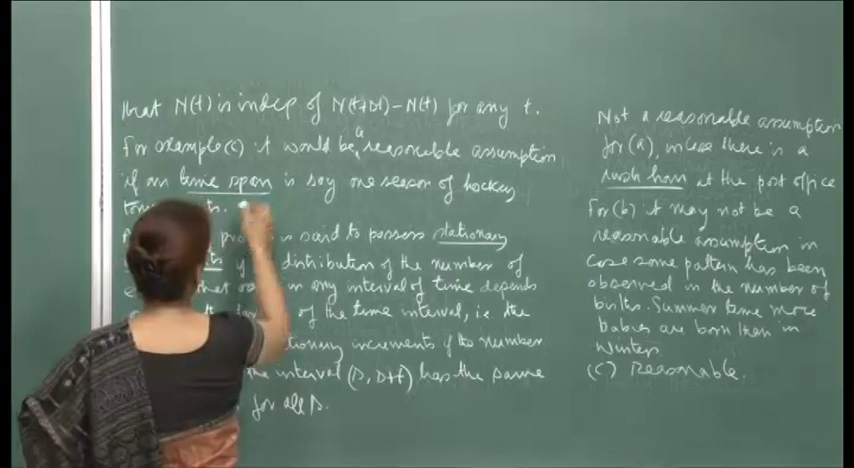 that N(t) is indep of N(t+Δt)-N(t) for any t.
For example(c) it would be a reasonable assumption
if our time span is say one season of hockey
is said to possess stationary
if distribution of the number of
that in any interval of time depends
of the time interval, i.e. the
stationary increments if the number
the interval (s, s+t) has the same
for all s.
Not a reasonable assumption
for (a), in case there is a
rush hour at the post office
For (b) it may not be a
reasonable assumption in
case some pattern has been
observed in the number of
births. Summer time more
babies are born than in
winter.
(c) Reasonable.